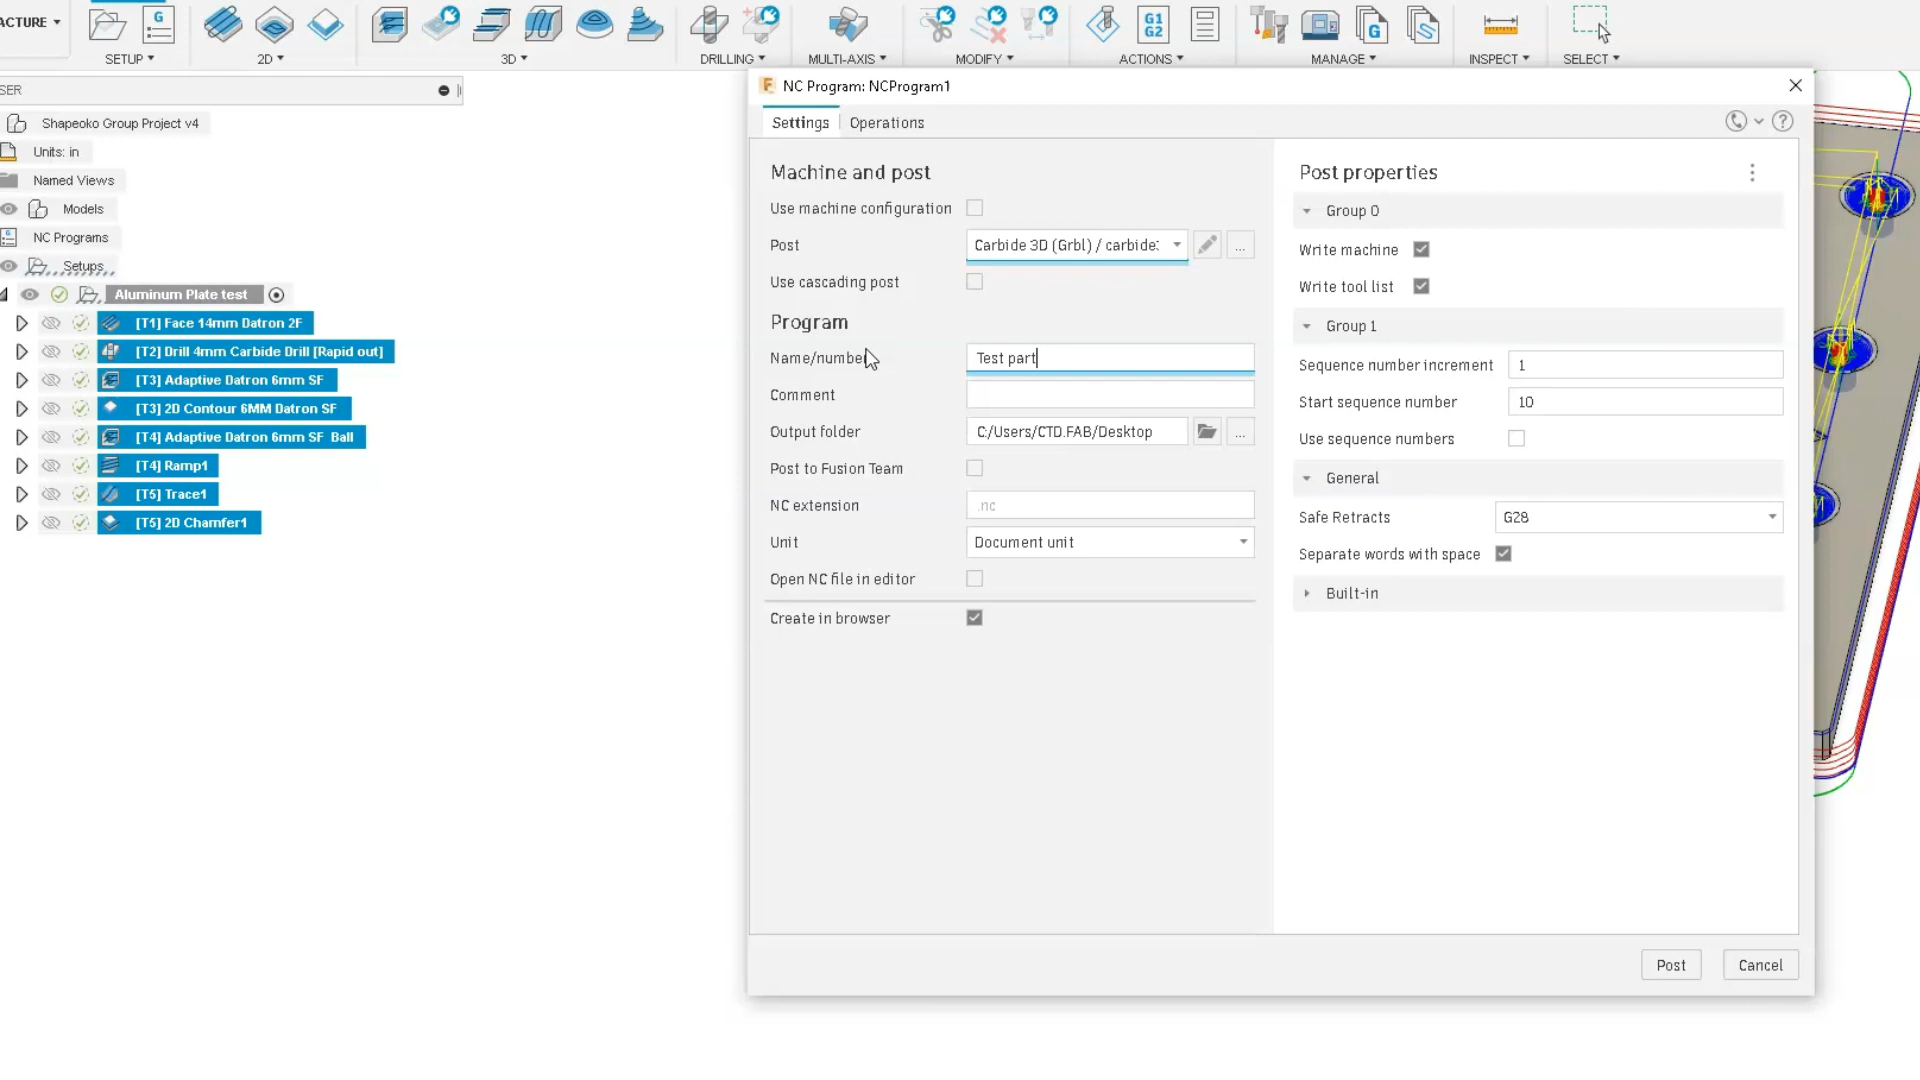 ACTURE
SETUP
2D
3D
DRILLING
MULTI-AXIS
MODIFY
G1
G2
ACTIONS
MANAGE
INSPECT
SELECT
SER
Shapeoko Group Project v4
Units: in
Named Views
Models
NC Programs
Setups
Aluminum Plate test
[T1] Face 14mm Datron 2F
[T2] Drill 4mm Carbide Drill [Rapid out]
[T3] Adaptive Datron 6mm SF
[T3] 2D Contour 6MM Datron SF
[T4] Adaptive Datron 6mm SF Ball
[T4] Ramp1
[T5] Trace1
[T5] 2D Chamfer1
NC Program: NCProgram1
Settings
Operations
Machine and post
Use machine configuration
Post Carbide 3D (Grbl) / carbide: ...
Use cascading post
Program
Name/number Test part
Comment
Output folder C:/Users/CTD.FAB/Desktop ...
Post to Fusion Team
NC extension .nc
Unit Document unit
Open NC file in editor
Create in browser
Post properties
Group 0
Write machine
Write tool list
Group 1
Sequence number increment 1
Start sequence number 10
Use sequence numbers
General
Safe Retracts G28
Separate words with space
Built-in
Post
Cancel